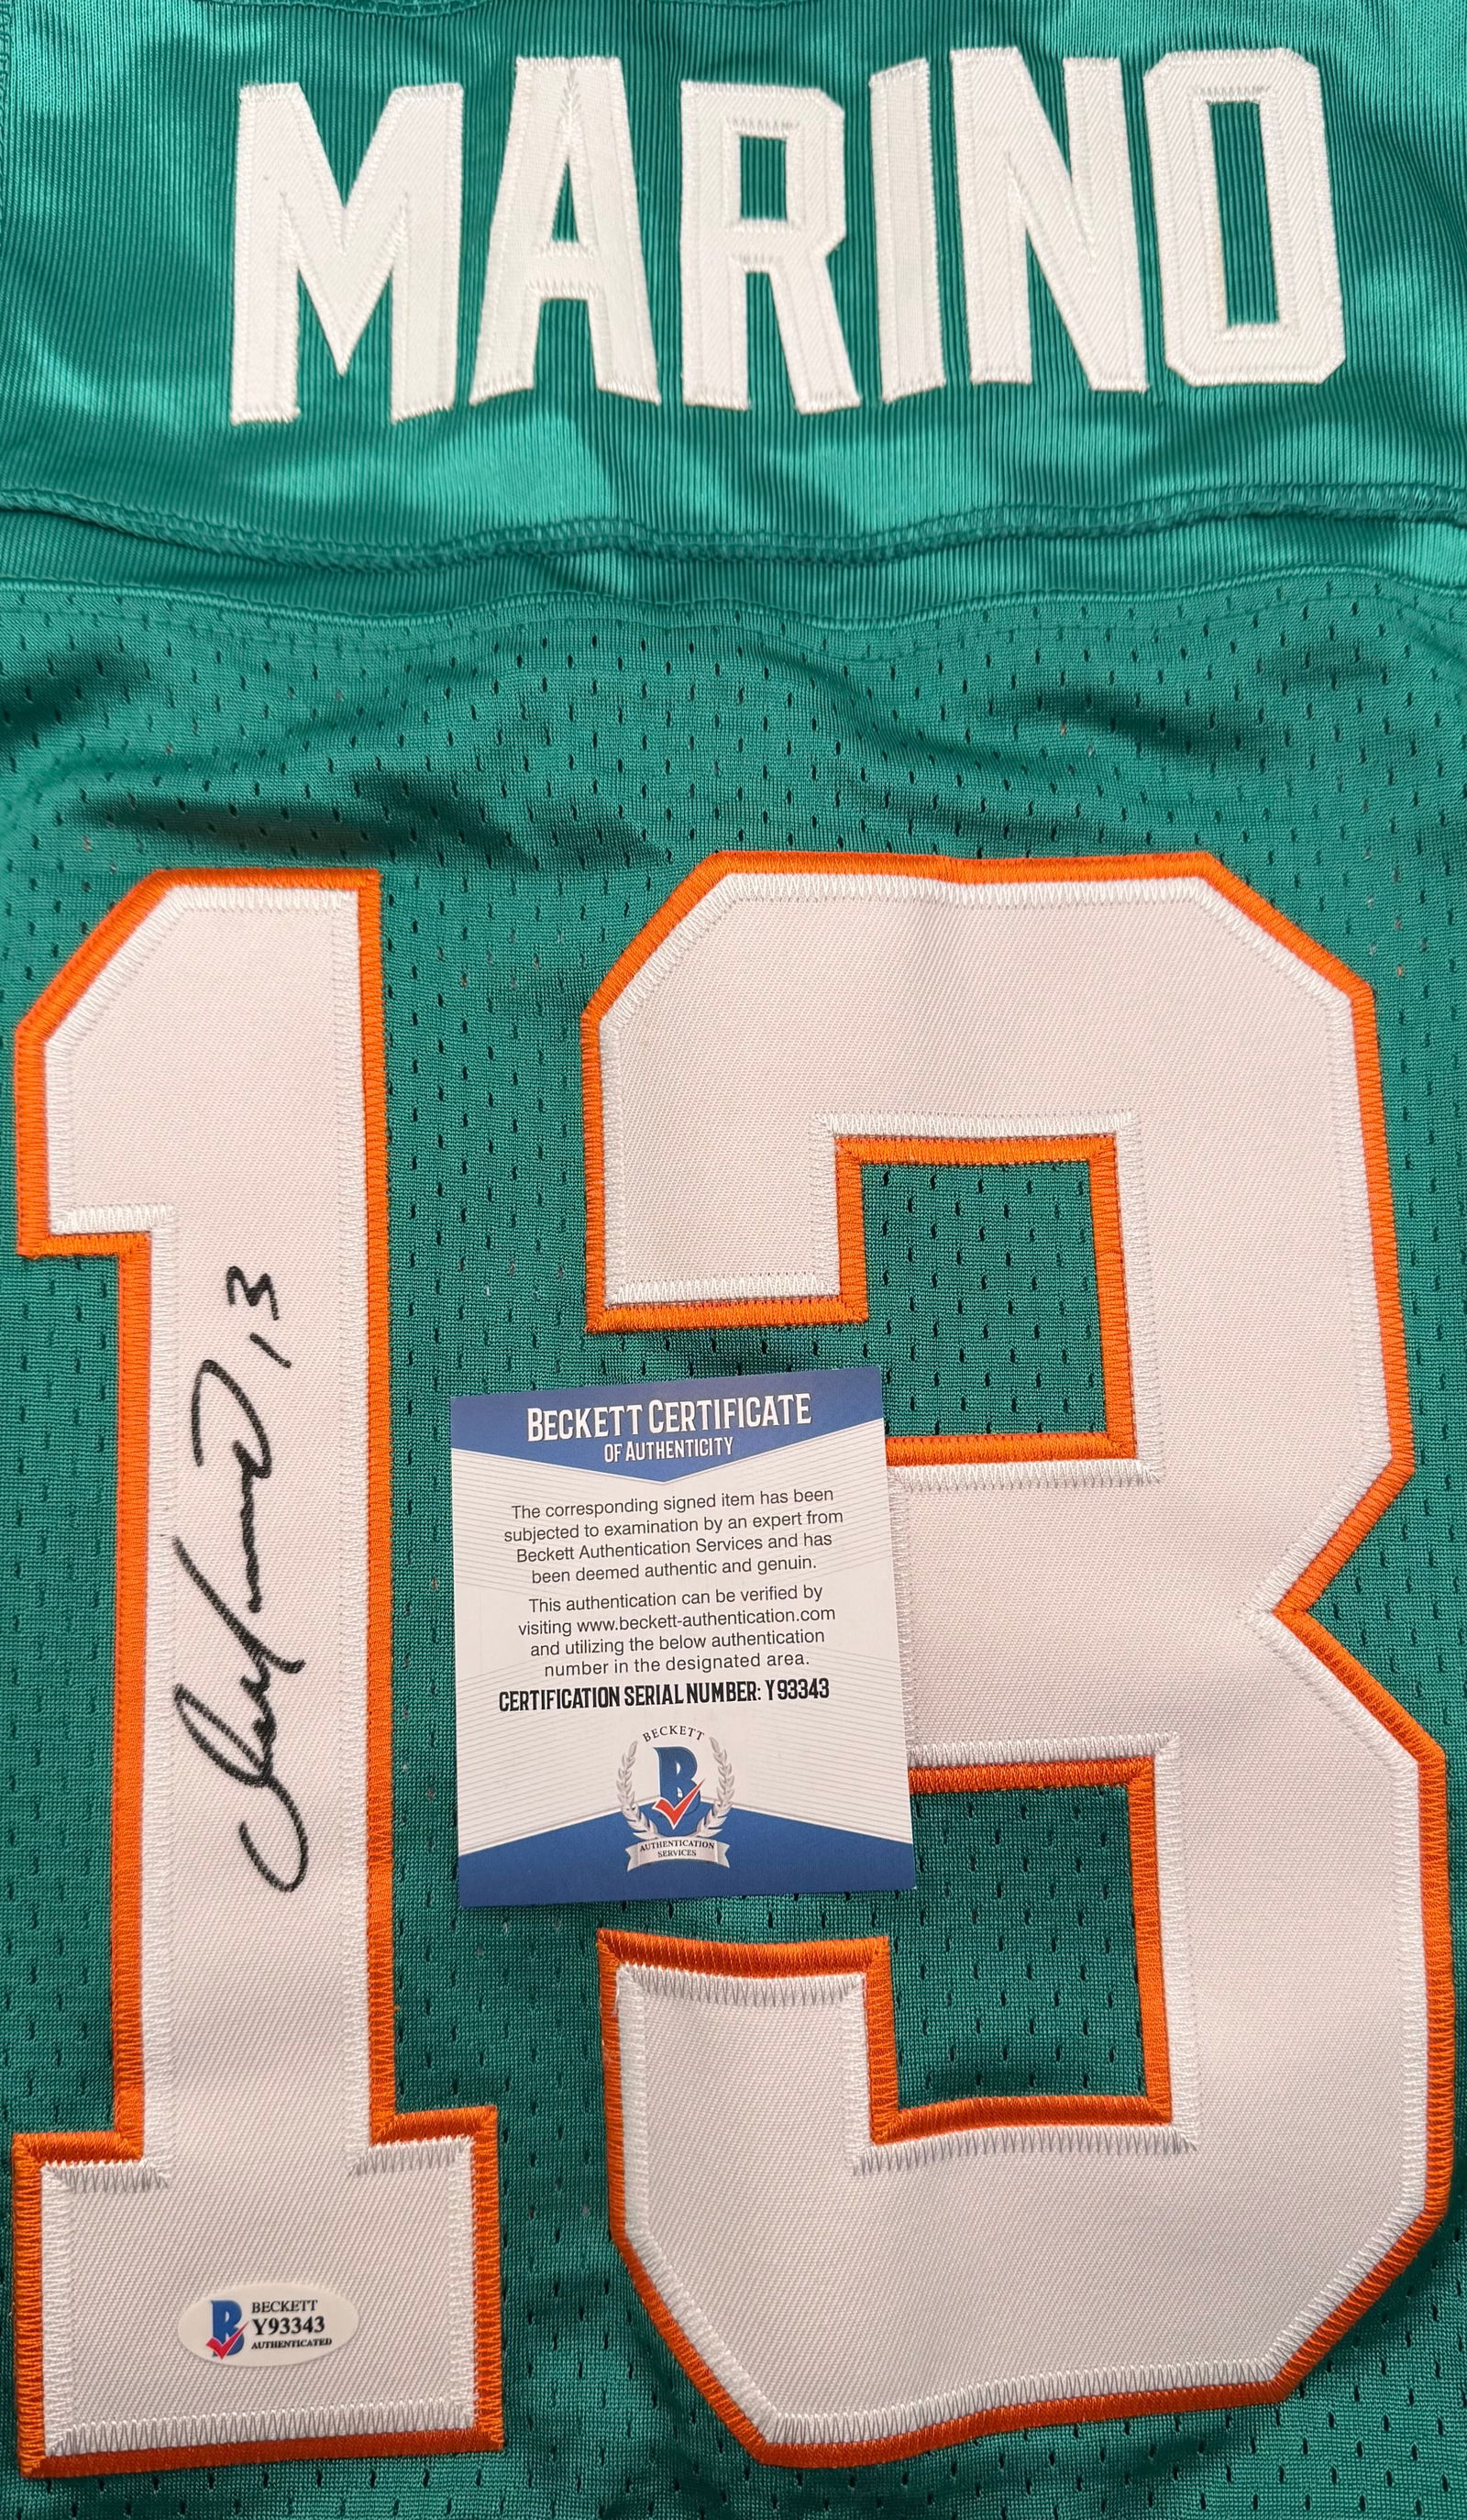 MARINO
13
Dan Marino 13
BECKETT CERTIFICATE
OF AUTHENTICITY
The corresponding signed item has been
subjected to examination by an expert from
Beckett Authentication Services and has
been deemed authentic and genuin.
This authentication can be verified by
visiting www.beckett-authentication.com
and utilizing the below authentication
number in the designated area.
CERTIFICATION SERIAL NUMBER: Y93343
BECKETT
B
AUTHENTICATION
SERVICES
B
BECKETT
Y93343
AUTHENTICATED